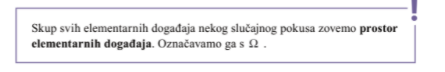 Skup svih elementarnih događaja nekog slučajnog pokusa zovemo prostor
elementarnih događaja. Označavamo ga s Ω .
!